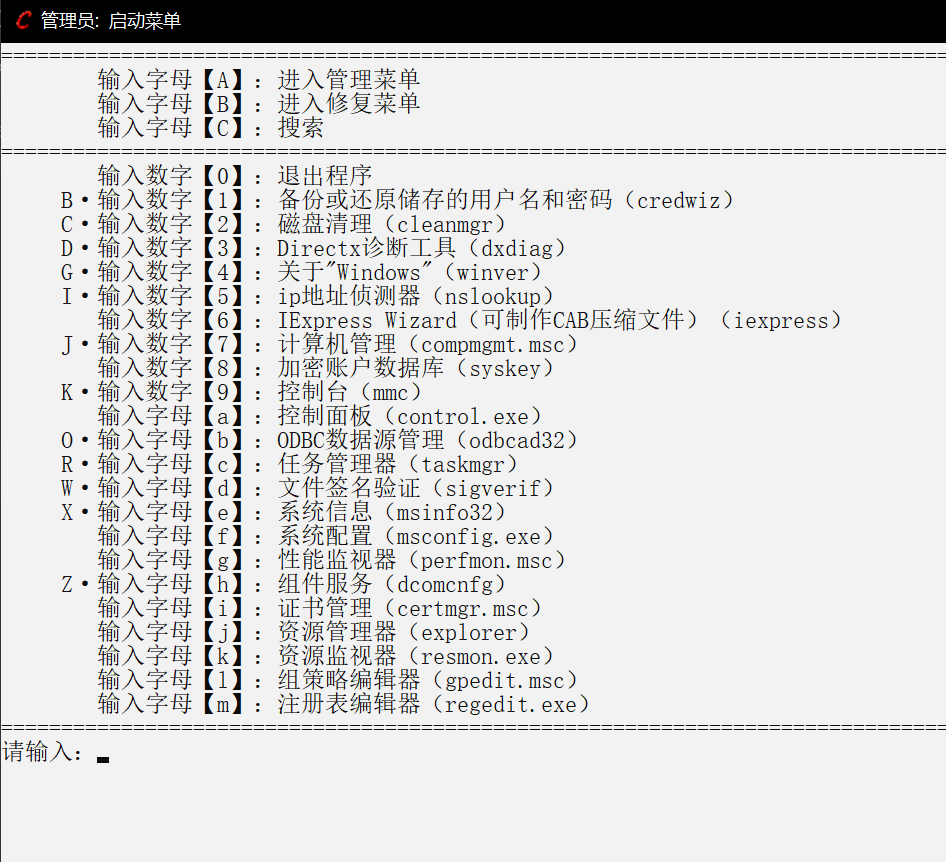 管理员: 启动菜单
===============================================================================
输入字母【A】: 进入管理菜单
输入字母【B】: 进入修复菜单
输入字母【C】: 搜索
===============================================================================
输入数字【0】: 退出程序
B·输入数字【1】: 备份或还原储存的用户名和密码（credwiz）
C·输入数字【2】: 磁盘清理（cleanmgr）
D·输入数字【3】: Directx诊断工具（dxdiag）
G·输入数字【4】: 关于"Windows"（winver）
I·输入数字【5】: ip地址侦测器（nslookup）
输入数字【6】: IExpress Wizard（可制作CAB压缩文件）（iexpress）
J·输入数字【7】: 计算机管理（compmgmt.msc）
输入数字【8】: 加密账户数据库（syskey）
K·输入数字【9】: 控制台（mmc）
输入字母【a】: 控制面板（control.exe）
O·输入字母【b】: ODBC数据源管理（odbcad32）
R·输入字母【c】: 任务管理器（taskmgr）
W·输入字母【d】: 文件签名验证（sigverif）
X·输入字母【e】: 系统信息（msinfo32）
输入字母【f】: 系统配置（msconfig.exe）
输入字母【g】: 性能监视器（perfmon.msc）
Z·输入字母【h】: 组件服务（dcomcnfg）
输入字母【i】: 证书管理（certmgr.msc）
输入字母【j】: 资源管理器（explorer）
输入字母【k】: 资源监视器（resmon.exe）
输入字母【l】: 组策略编辑器（gpedit.msc）
输入字母【m】: 注册表编辑器（regedit.exe）
===============================================================================
请输入: